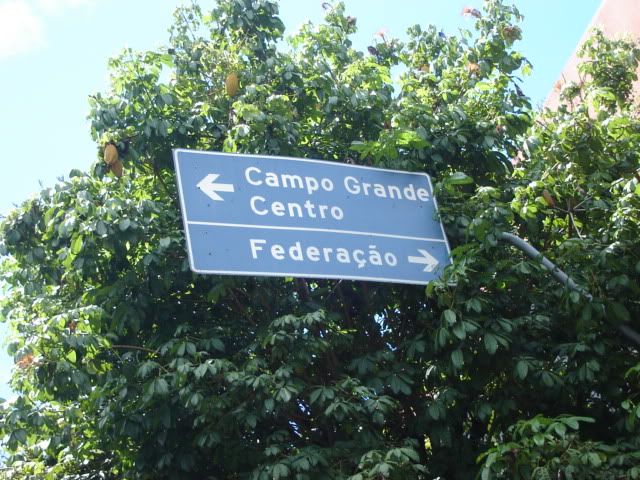 Campo Grande
Centro
Federação